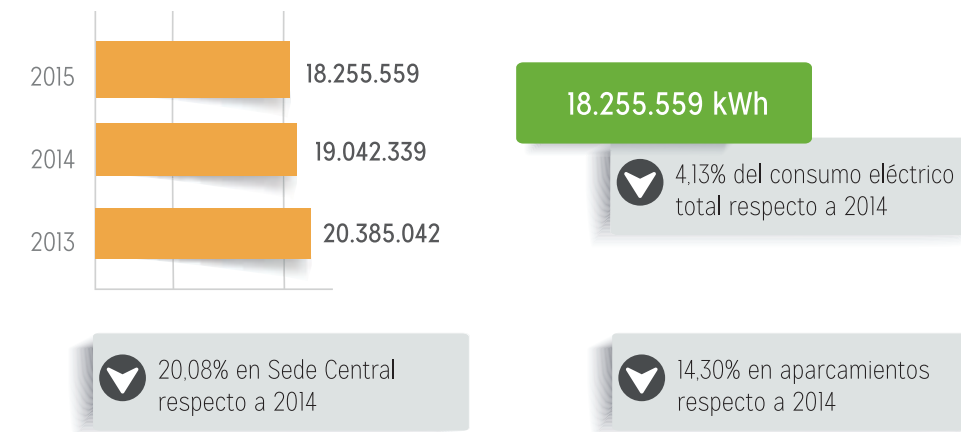 2015
18.255.559
2014
19.042.339
2013
20.385.042
18.255.559 kWh
4,13% del consumo eléctrico
total respecto a 2014
20,08% en Sede Central
respecto a 2014
14,30% en aparcamientos
respecto a 2014